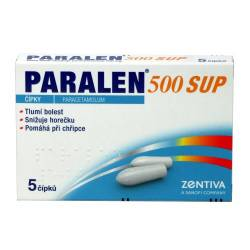 PARALEN® 500 SUP
ČÍPKY PARACETAMOLUM
Tlumí bolest
Snižuje horečku
Pomáhá při chřipce
5 čípků
ZENTIVA
A SANOFI COMPANY